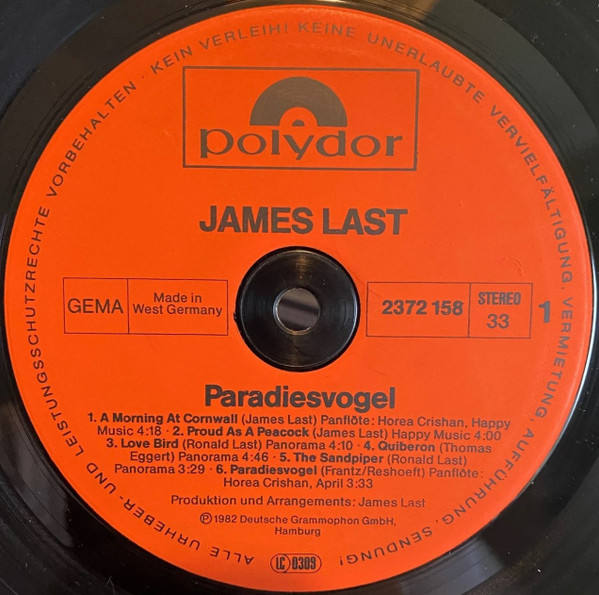 ALLE URHEBER- UND LEISTUNGSSCHUTZRECHTE VORBEHALTEN · KEIN VERLEIH! KEINE UNERLAUBTE VERVIELFÄLTIGUNG, VERMIETUNG, AUFFÜHRUNG, SENDUNG!
polydor
JAMES LAST
GEMA
Made in
West Germany
2372 158
STEREO
33
1
Paradiesvogel
1. A Morning At Cornwall (James Last) Panflöte: Horea Crishan, Happy
Music 4:18 · 2. Proud As A Peacock (James Last) Happy Music 4:00
3. Love Bird (Ronald Last) Panorama 4:10 · 4. Quiberon (Thomas
Eggert) Panorama 4:46 · 5. The Sandpiper (Ronald Last)
Panorama 3:29 · 6. Paradiesvogel (Frantz/Reshoeft) Panflöte:
Horea Crishan, April 3:33
Produktion und Arrangements: James Last
℗ 1982 Deutsche Grammophon GmbH,
Hamburg
LC 0309